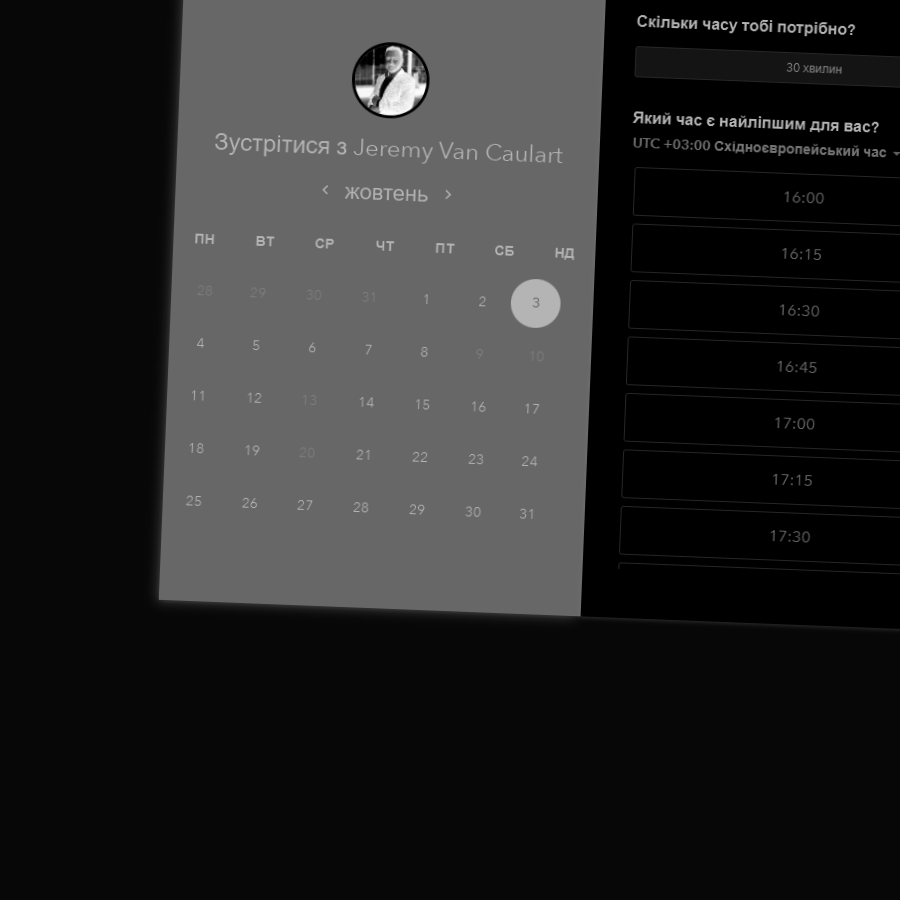 Зустрітися з Jeremy Van Caulart
‹ жовтень ›
ПН ВТ СР ЧТ ПТ СБ НД
28 29 30 31 1 2 3
4 5 6 7 8 9 10
11 12 13 14 15 16 17
18 19 20 21 22 23 24
25 26 27 28 29 30 31
Скільки часу тобі потрібно?
30 хвилин
Який час є найліпшим для вас?
UTC +03:00 Східноєвропейський час
16:00
16:15
16:30
16:45
17:00
17:15
17:30